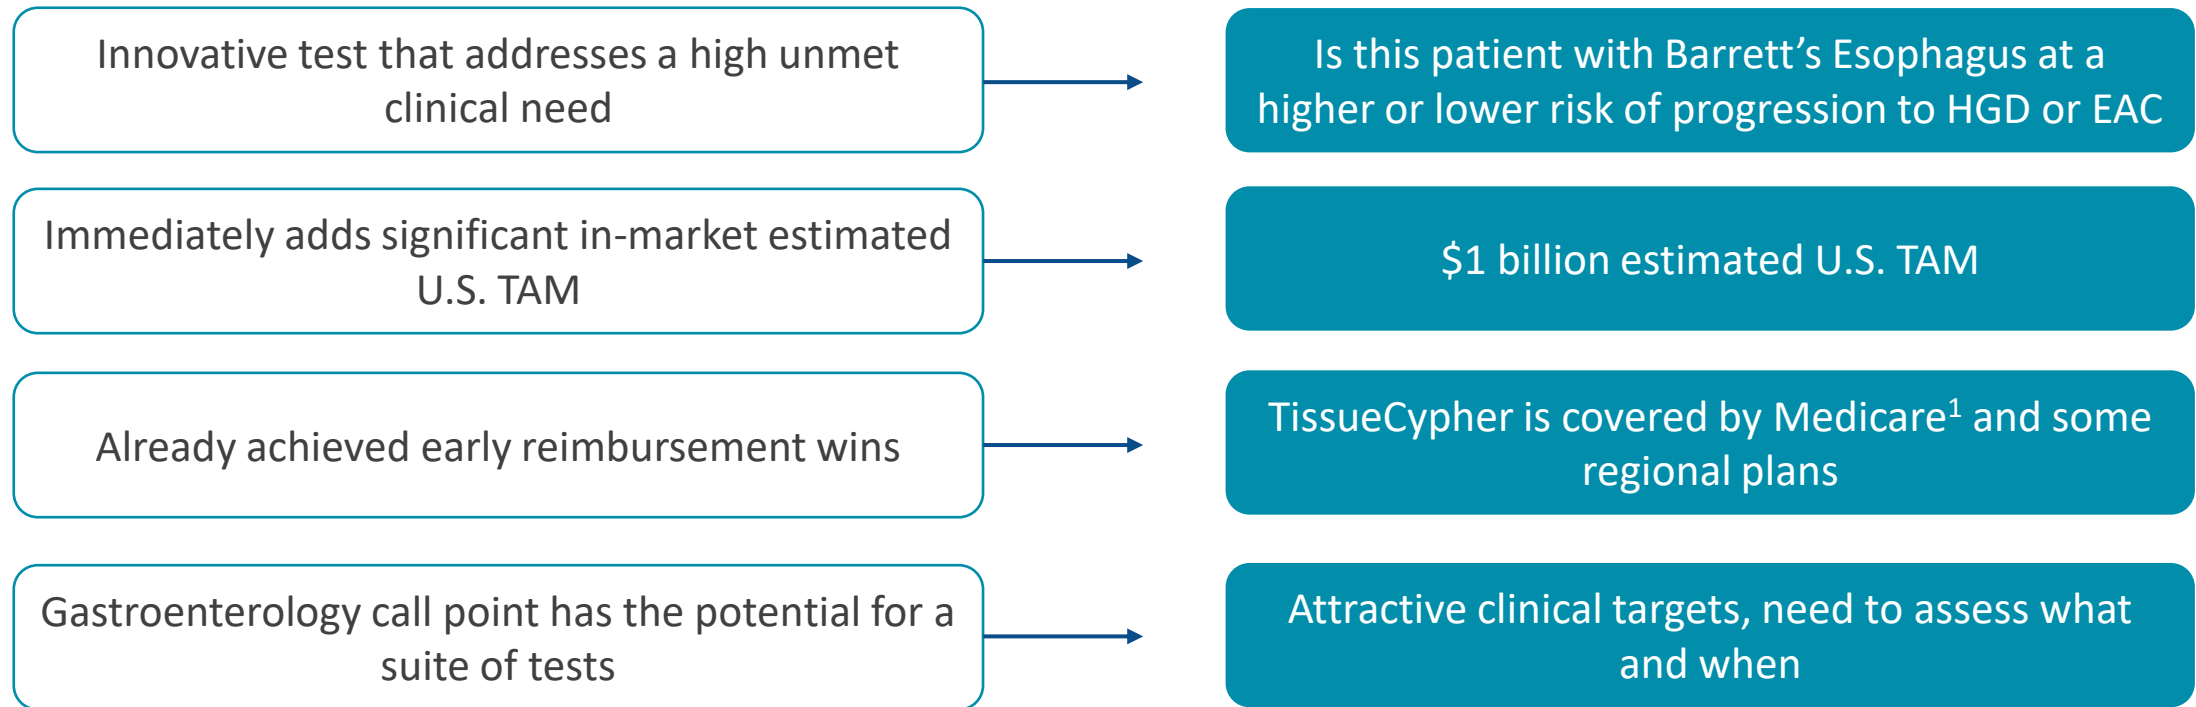 Innovative test that addresses a high unmet
clinical need
Is this patient with Barrett’s Esophagus at a
higher or lower risk of progression to HGD or EAC
Immediately adds significant in-market estimated
U.S. TAM
$1 billion estimated U.S. TAM
Already achieved early reimbursement wins
TissueCypher is covered by Medicare¹ and some
regional plans
Gastroenterology call point has the potential for a
suite of tests
Attractive clinical targets, need to assess what
and when